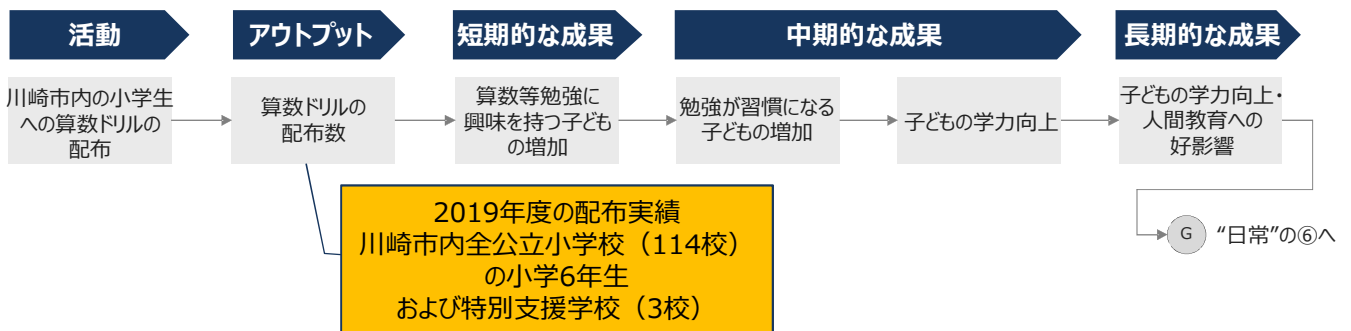 活動
アウトプット
短期的な成果
中期的な成果
長期的な成果
川崎市内の小学生
への算数ドリルの
配布
算数ドリルの
配布数
算数等勉強に
興味を持つ子ども
の増加
勉強が習慣になる
子どもの増加
子どもの学力向上
子どもの学力向上・
人間教育への
好影響
2019年度の配布実績
川崎市内全公立小学校（114校）
の小学6年生
および特別支援学校（3校）
G
“日常”の⑥へ